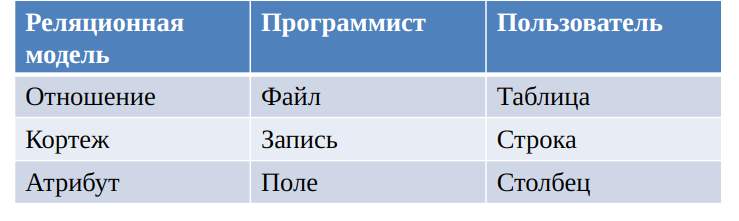 Реляционная модель Программист Пользователь
Отношение Файл Таблица
Кортеж Запись Строка
Атрибут Поле Столбец